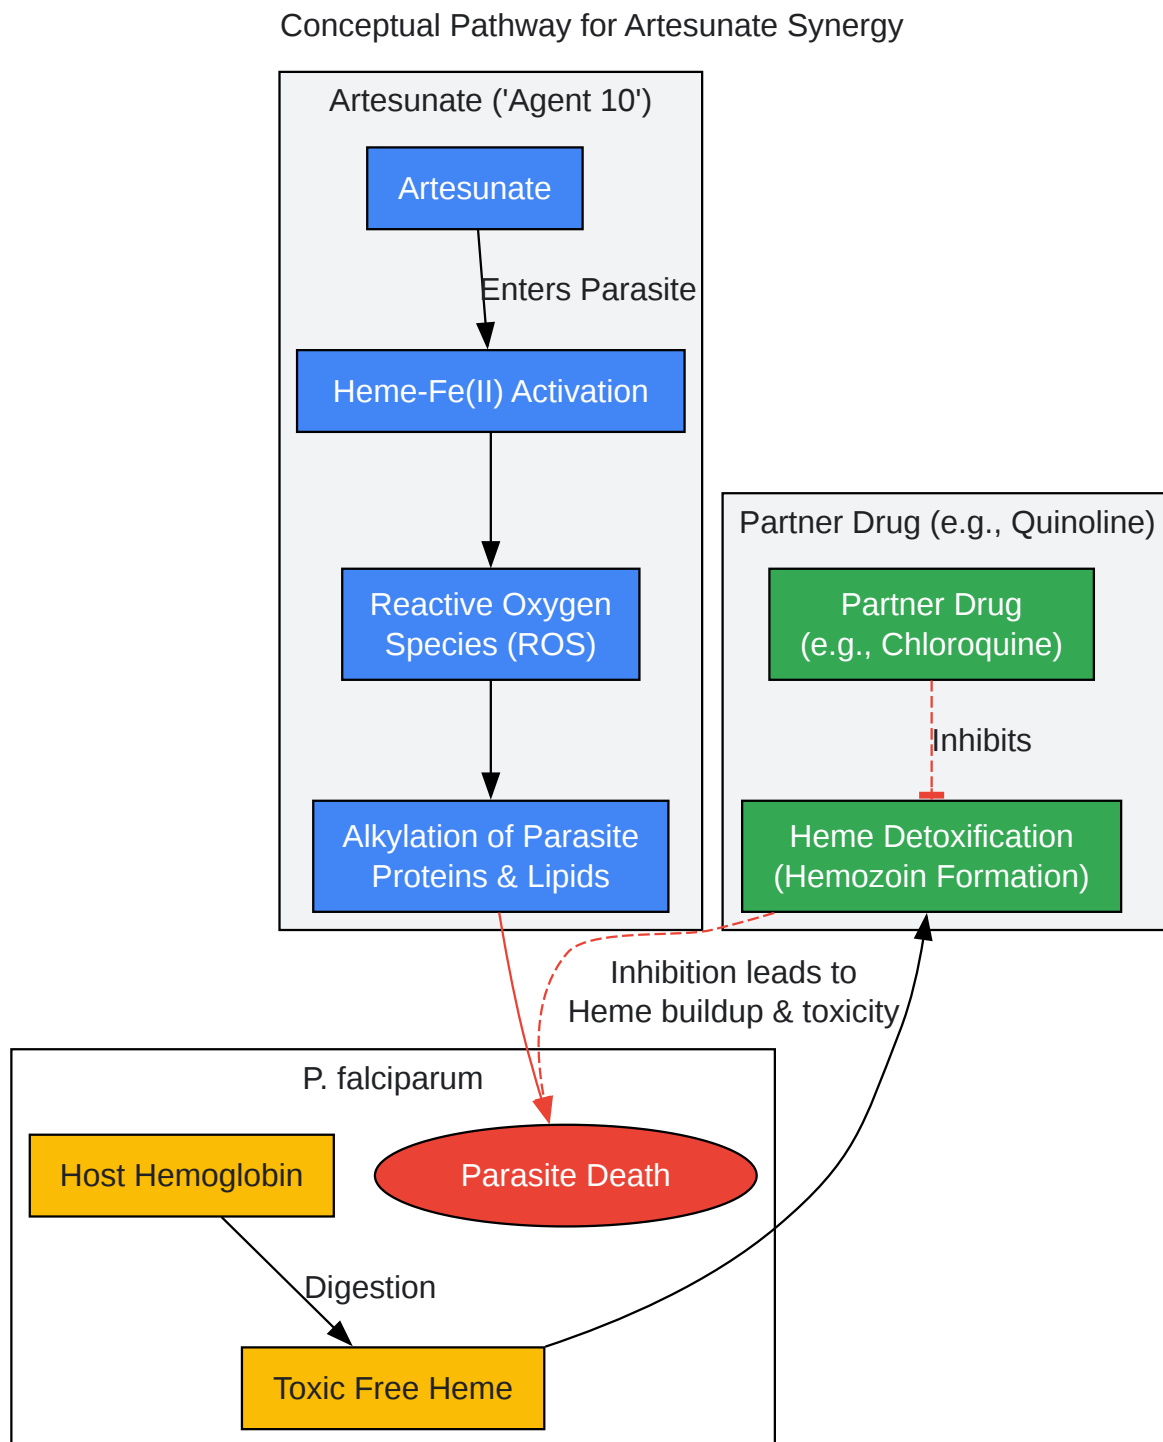 Conceptual Pathway for Artesunate Synergy
Artesunate ('Agent 10')
Artesunate
Enters Parasite
Heme-Fe(II) Activation
Reactive Oxygen
Species (ROS)
Alkylation of Parasite
Proteins & Lipids
Partner Drug (e.g., Quinoline)
Partner Drug
(e.g., Chloroquine)
Inhibits
Heme Detoxification
(Hemozoin Formation)
Inhibition leads to
Heme buildup & toxicity
P. falciparum
Host Hemoglobin
Parasite Death
Digestion
Toxic Free Heme